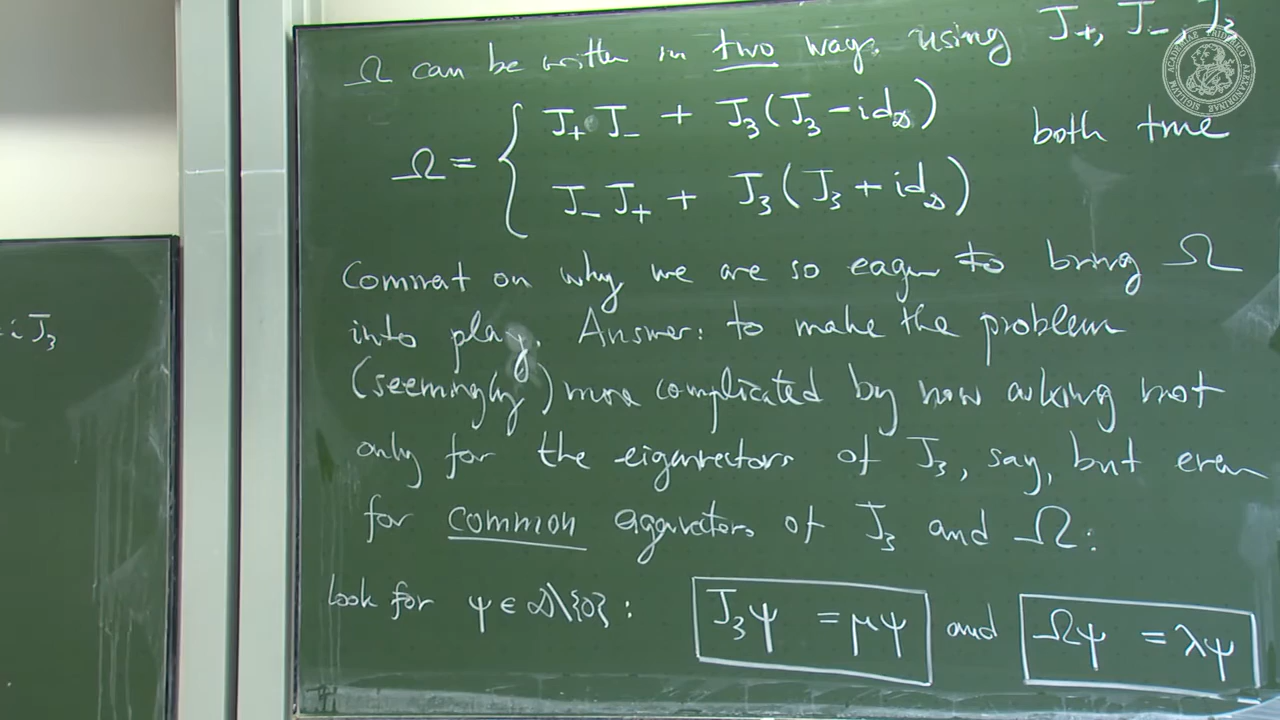 Ω can be written in two ways using J₊, J₋, J₃
Ω = { J₊J₋ + J₃(J₃ − id_𝒟)
J₋J₊ + J₃(J₃ + id_𝒟)
both true
Comment on why we are so eager to bring Ω
into play. Answer: to make the problem
(seemingly) more complicated by now asking not
only for the eigenvectors of J₃, say, but even
for common eigenvectors of J₃ and Ω:
Look for ψ ∈ 𝒟\{0}: J₃ψ = μψ and Ωψ = λψ
i J₃